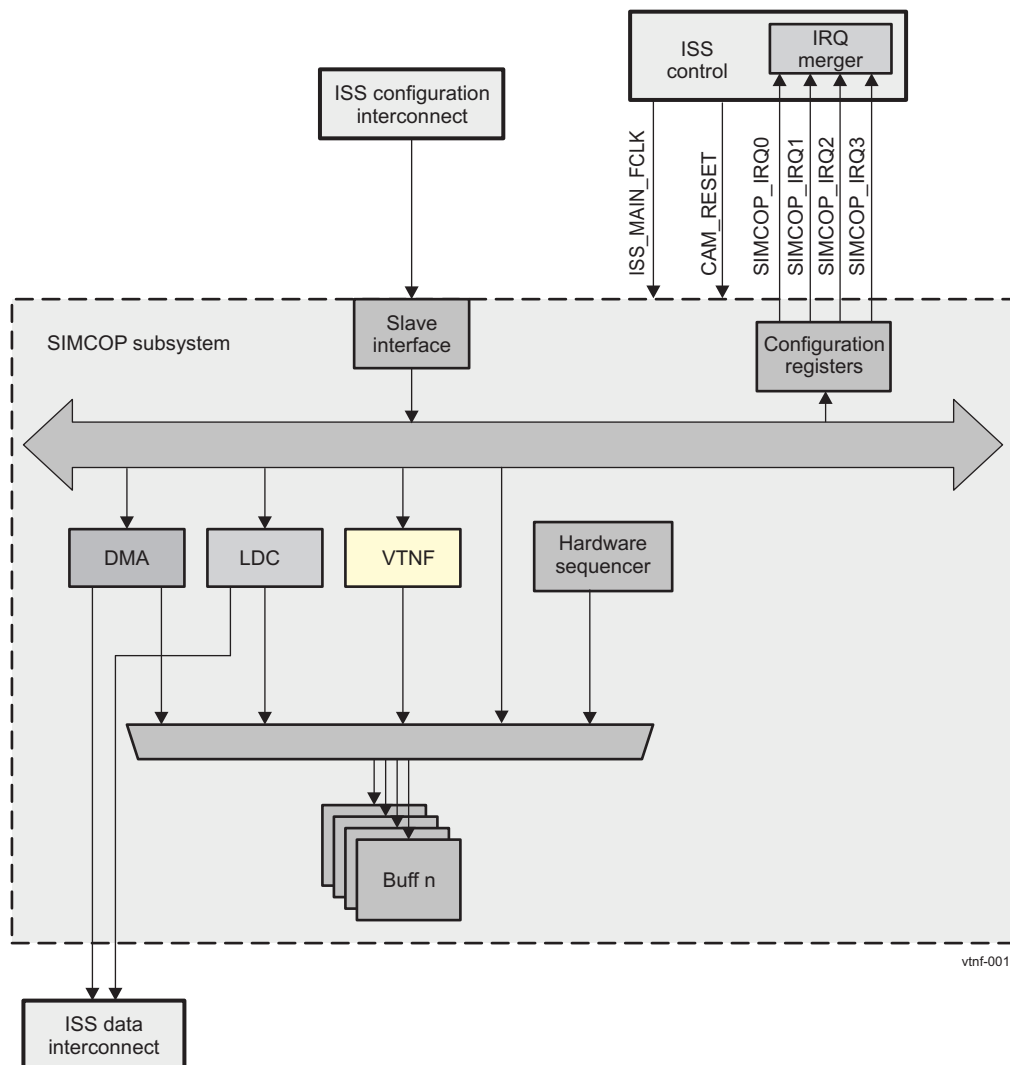 ISS
control
IRQ
merger
ISS configuration
interconnect
ISS_MAIN_FCLK
CAM_RESET
SIMCOP_IRQ0
SIMCOP_IRQ1
SIMCOP_IRQ2
SIMCOP_IRQ3
SIMCOP subsystem
Slave
interface
Configuration
registers
DMA
LDC
VTNF
Hardware
sequencer
Buff n
vtnf-001
ISS data
interconnect